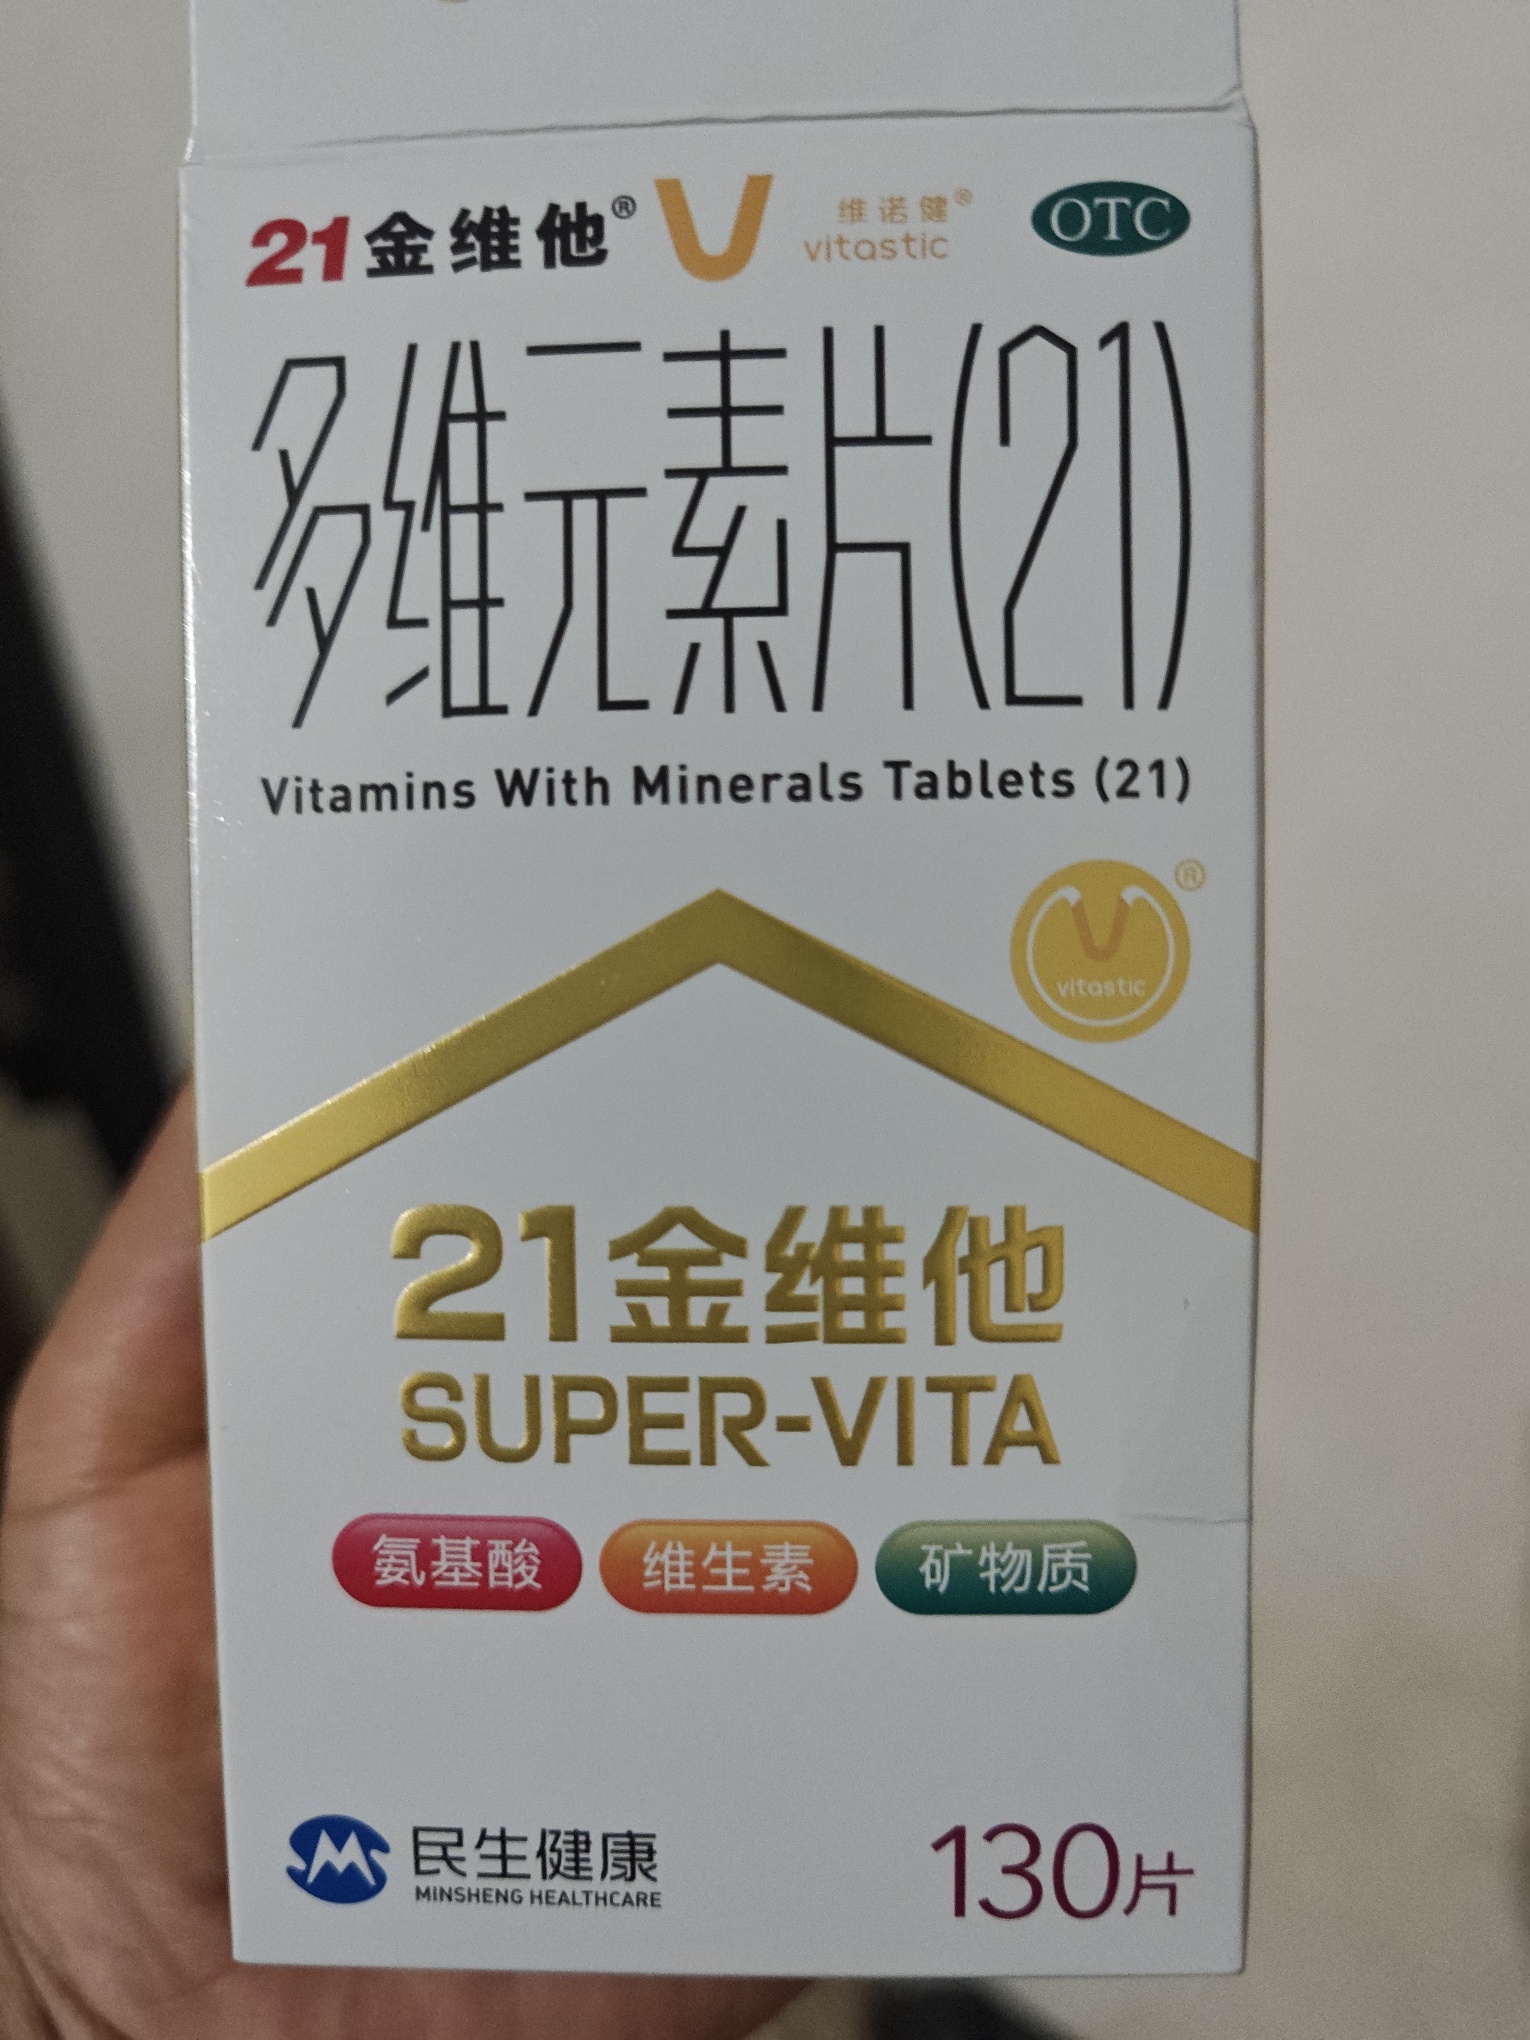 21金维他® 维诺健® OTC
vitastic
多维元素片(21)
Vitamins With Minerals Tablets (21)
®
vitastic
21金维他
SUPER-VITA
氨基酸 维生素 矿物质
民生健康 130片
MINSHENG HEALTHCARE